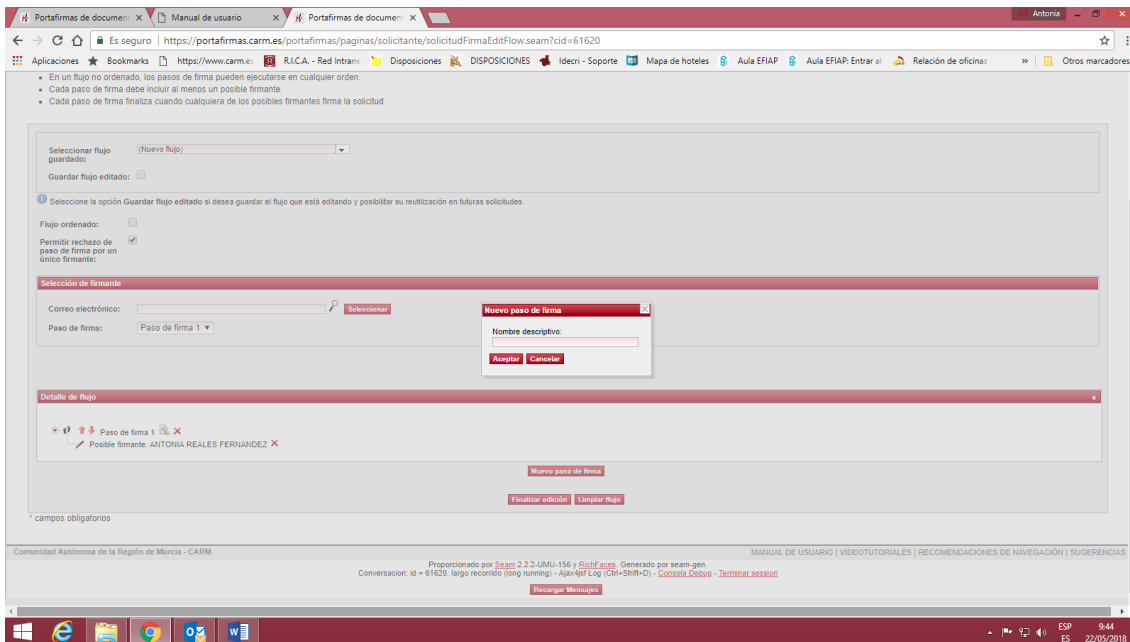 Portafirmas de document
Manual de usuario
Portafirmas de document
Antonia
Es seguro | https://portafirmas.carm.es/portafirmas/paginas/solicitante/solicitudFirmaEditFlow.seam?cid=61620
Aplicaciones Bookmarks https://www.carm.es R.I.C.A. - Red Intrane Disposiciones DISPOSICIONES Idecri - Soporte Mapa de hoteles Aula EFIAP Aula EFIAP: Entrar al Relación de oficinas » Otros marcadores
• En un flujo no ordenado, los pasos de firma pueden ejecutarse en cualquier orden.
• Cada paso de firma debe incluir al menos un posible firmante.
• Cada paso de firma finaliza cuando cualquiera de los posibles firmantes firma la solicitud.
Seleccionar flujo guardado: (Nuevo flujo)
Guardar flujo editado:
Seleccione la opción Guardar flujo editado si desea guardar el flujo que está editando y posibilitar su reutilización en futuras solicitudes.
Flujo ordenado:
Permitir rechazo de
paso de firma por un
único firmante:
Selección de firmante
Correo electrónico: Seleccionar
Paso de firma: Paso de firma 1
Nuevo paso de firma
Nombre descriptivo:
Aceptar Cancelar
Detalle de flujo «
Paso de firma 1
Posible firmante: ANTONIA REALES FERNANDEZ
Nuevo paso de firma
Finalizar edición Limpiar flujo
* campos obligatorios
Comunidad Autónoma de la Región de Murcia - CARM MANUAL DE USUARIO | VIDEOTUTORIALES | RECOMENDACIONES DE NAVEGACIÓN | SUGERENCIAS
Proporcionado por Seam 2.2.2-UMU-156 y RichFaces. Generado por seam-gen.
Conversacion: id = 61620, largo recorrido (long running) - Ajax4jsf Log (Ctrl+Shift+D) - Consola Debug - Terminar session
Recargar Mensajes
ESP 9:44
ES 22/05/2018